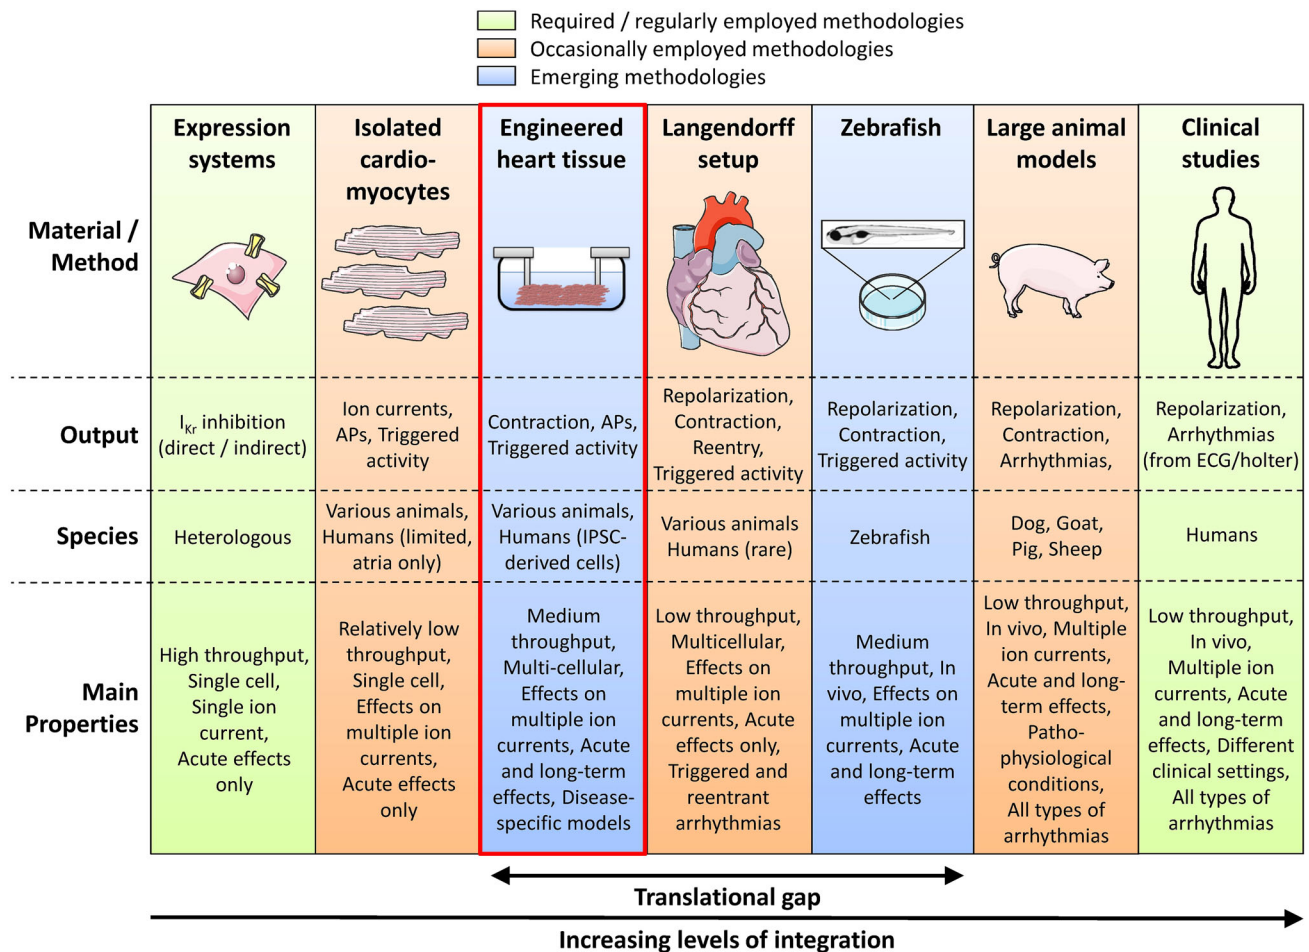 Required / regularly employed methodologies
Occasionally employed methodologies
Emerging methodologies
Material /
Method
Expression
systems
Isolated
cardio-
myocytes
Engineered
heart tissue
Langendorff
setup
Zebrafish
Large animal
models
Clinical
studies
Output
IKr inhibition
(direct / indirect)
Ion currents,
APs, Triggered
activity
Contraction, APs,
Triggered activity
Repolarization,
Contraction,
Reentry,
Triggered activity
Repolarization,
Contraction,
Triggered activity
Repolarization,
Contraction,
Arrhythmias,
Repolarization,
Arrhythmias
(from ECG/holter)
Species
Heterologous
Various animals,
Humans (limited,
atria only)
Various animals,
Humans (IPSC-
derived cells)
Various animals
Humans (rare)
Zebrafish
Dog, Goat,
Pig, Sheep
Humans
Main
Properties
High throughput,
Single cell,
Single ion
current,
Acute effects
only
Relatively low
throughput,
Single cell,
Effects on
multiple ion
currents,
Acute effects
only
Medium
throughput,
Multi-cellular,
Effects on
multiple ion
currents, Acute
and long-term
effects, Disease-
specific models
Low throughput,
Multicellular,
Effects on
multiple ion
currents, Acute
effects only,
Triggered and
reentrant
arrhythmias
Medium
throughput, In
vivo, Effects on
multiple ion
currents, Acute
and long-term
effects
Low throughput,
In vivo, Multiple
ion currents,
Acute and long-
term effects,
Patho-
physiological
conditions,
All types of
arrhythmias
Low throughput,
In vivo,
Multiple ion
currents, Acute
and long-term
effects, Different
clinical settings,
All types of
arrhythmias
Translational gap
Increasing levels of integration